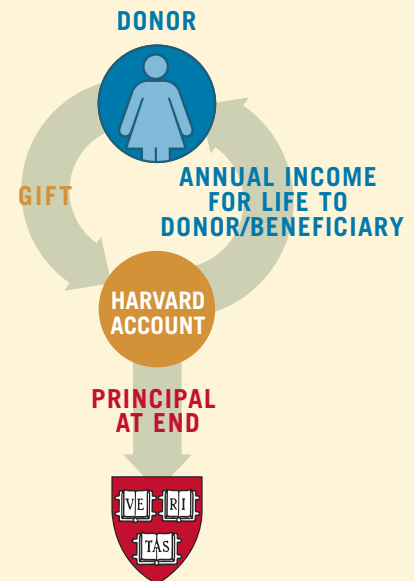 DONOR
GIFT
ANNUAL INCOME
FOR LIFE TO
DONOR/BENEFICIARY
HARVARD
ACCOUNT
PRINCIPAL
AT END
VE RI
TAS